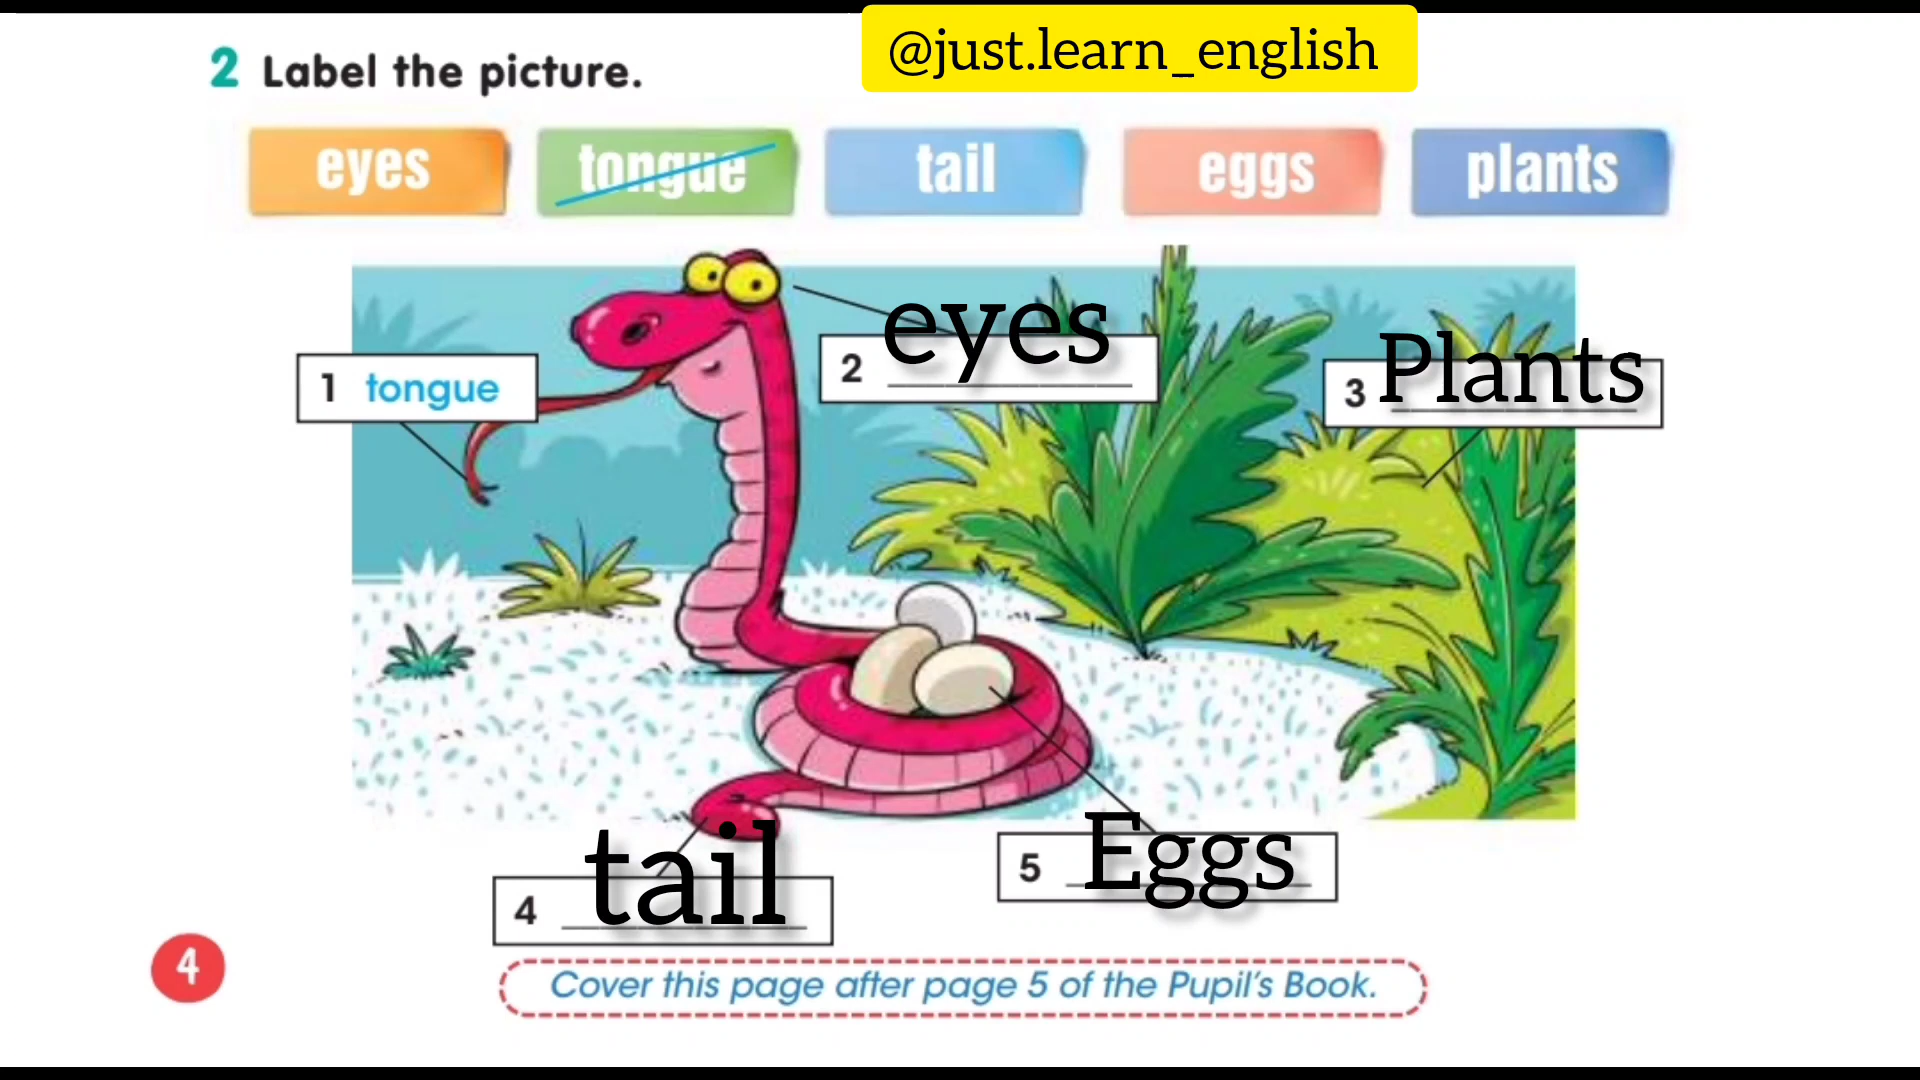 @just.learn_english
2 Label the picture.
eyes tongue tail eggs plants
1 tongue
2 eyes
3 Plants
4 tail
5 Eggs
4
Cover this page after page 5 of the Pupil's Book.